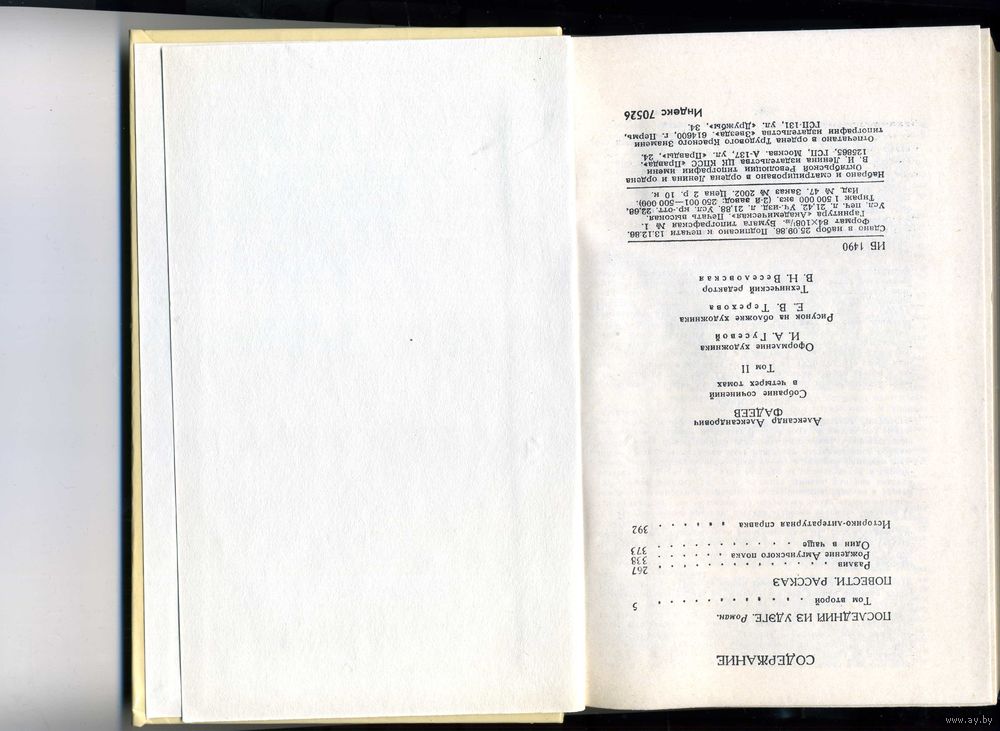 СОДЕРЖАНИЕ
ПОСЛЕДНИЙ ИЗ УДЭГЕ. Роман.
Том второй . . . . . . . . . . 5
ПОВЕСТИ. РАССКАЗ
Разлив . . . . . . . . . . . . 267
Рождение Амгуньского полка . . . . . . 338
Один в чаще . . . . . . . . . . . 373
Историко-литературная справка . . . . . . 392
Александр Александрович
ФАДЕЕВ
Собрание сочинений
в четырех томах
Том II
Оформление художника
И. А. Гусевой
Рисунок на обложке художника
Е. В. Терехова
Технический редактор
В. Н. Веселовская
ИБ 1490
Сдано в набор 25.09.86. Подписано к печати 13.12.86.
Формат 84×108¹/₃₂. Бумага типографская № 1.
Гарнитура «Академическая». Печать высокая.
Усл. печ. л. 21,42. Уч.-изд. л. 21,88. Усл. кр.-отт. 22,68.
Тираж 1 500 000 экз. (2-й завод: 250 001—500 000).
Изд. № 47. Заказ № 2002. Цена 2 р. 10 к.
Набрано и сматрицировано в ордена Ленина и ордена
Октябрьской Революции типографии имени
В. И. Ленина издательства ЦК КПСС «Правда».
125865, ГСП, Москва, А-137, ул. «Правды», 24.
Отпечатано в ордена Трудового Красного Знамени
типографии издательства «Звезда». 614600, г. Пермь,
ГСП-131, ул. «Дружбы», 34.
Индекс 70526
www.ay.by